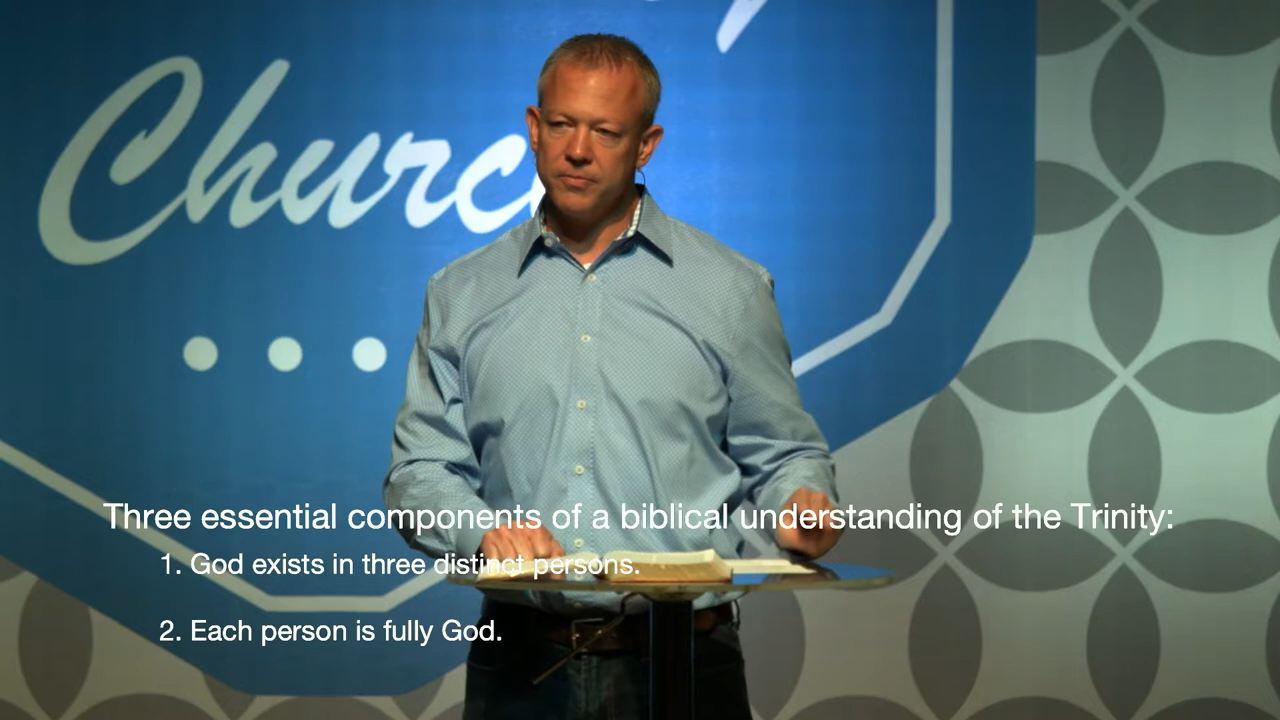 Church
Three essential components of a biblical understanding of the Trinity:
1. God exists in three distinct persons.
2. Each person is fully God.